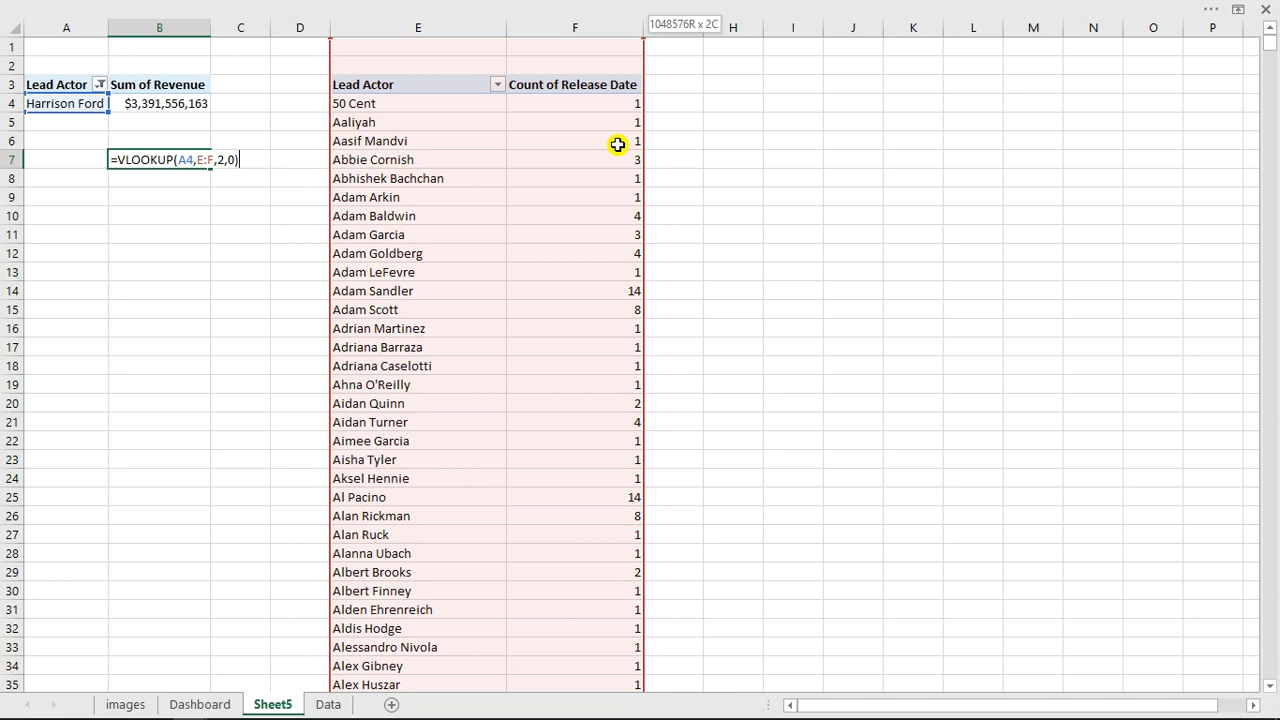 1048576R x 2C
A B C D E F H I J K L M N O P
1
2
3 Lead Actor Sum of Revenue Lead Actor Count of Release Date
4 Harrison Ford $3,391,556,163 50 Cent 1
5 Aaliyah 1
6 Aasif Mandvi 1
7 =VLOOKUP(A4,E:F,2,0) Abbie Cornish 3
8 Abhishek Bachchan 1
9 Adam Arkin 1
10 Adam Baldwin 4
11 Adam Garcia 3
12 Adam Goldberg 4
13 Adam LeFevre 1
14 Adam Sandler 14
15 Adam Scott 8
16 Adrian Martinez 1
17 Adriana Barraza 1
18 Adriana Caselotti 1
19 Ahna O'Reilly 1
20 Aidan Quinn 2
21 Aidan Turner 4
22 Aimee Garcia 1
23 Aisha Tyler 1
24 Aksel Hennie 1
25 Al Pacino 14
26 Alan Rickman 8
27 Alan Ruck 1
28 Alanna Ubach 1
29 Albert Brooks 2
30 Albert Finney 1
31 Alden Ehrenreich 1
32 Aldis Hodge 1
33 Alessandro Nivola 1
34 Alex Gibney 1
35 Alex Huszar 1
images Dashboard Sheet5 Data